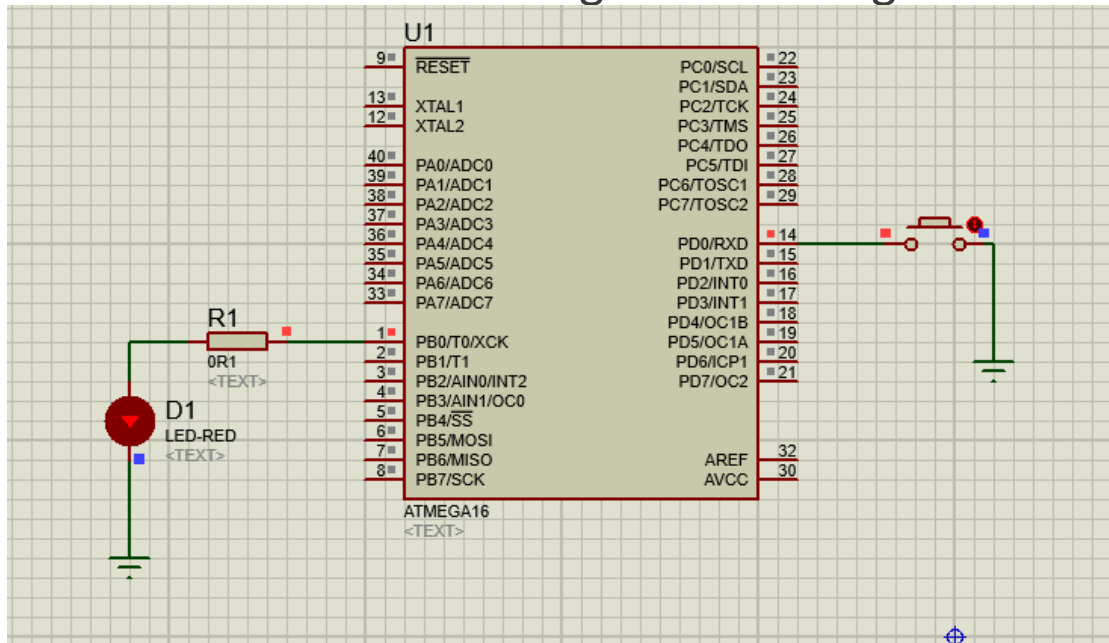 U1
9
RESET
13
XTAL1
12
XTAL2
40
PA0/ADC0
39
PA1/ADC1
38
PA2/ADC2
37
PA3/ADC3
36
PA4/ADC4
35
PA5/ADC5
34
PA6/ADC6
33
PA7/ADC7
1
PB0/T0/XCK
2
PB1/T1
3
PB2/AIN0/INT2
4
PB3/AIN1/OC0
5
PB4/SS
6
PB5/MOSI
7
PB6/MISO
8
PB7/SCK
PC0/SCL
22
PC1/SDA
23
PC2/TCK
24
PC3/TMS
25
PC4/TDO
26
PC5/TDI
27
PC6/TOSC1
28
PC7/TOSC2
29
PD0/RXD
14
PD1/TXD
15
PD2/INT0
16
PD3/INT1
17
PD4/OC1B
18
PD5/OC1A
19
PD6/ICP1
20
PD7/OC2
21
AREF
32
AVCC
30
ATMEGA16
<TEXT>
R1
0R1
<TEXT>
D1
LED-RED
<TEXT>